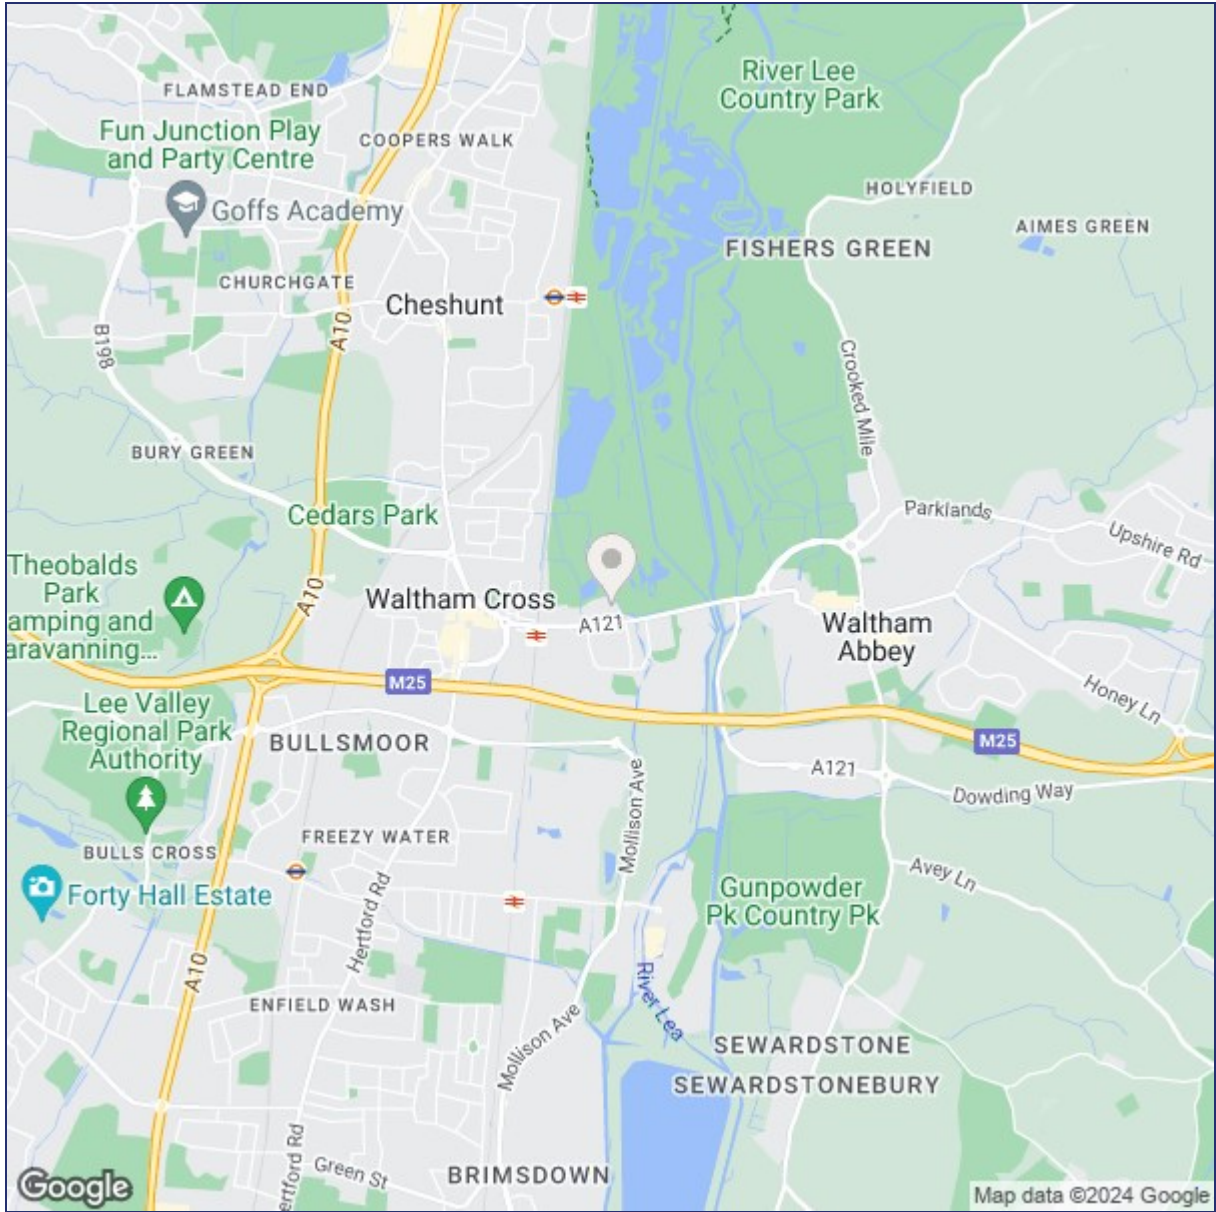 River Lee
Country Park
FLAMSTEAD END
Fun Junction Play
and Party Centre
COOPERS WALK
Goffs Academy
HOLYFIELD
AIMES GREEN
FISHERS GREEN
CHURCHGATE
Cheshunt
A10
B198
Crooked Mile
BURY GREEN
Cedars Park
Parklands
Upshire Rd
Theobalds
Park
amping and
aravanning...
A10
Waltham Cross
A121
Waltham
Abbey
M25
Honey Ln
Lee Valley
Regional Park
Authority
BULLSMOOR
M25
A121
Dowding Way
Mollison Ave
FREEZY WATER
BULLS CROSS
Avey Ln
Forty Hall Estate
Gunpowder
Pk Country Pk
Hertford Rd
A10
ENFIELD WASH
River Lea
Mollison Ave
SEWARDSTONE
SEWARDSTONEBURY
ertford Rd
Green St
BRIMSDOWN
Google
Map data ©2024 Google